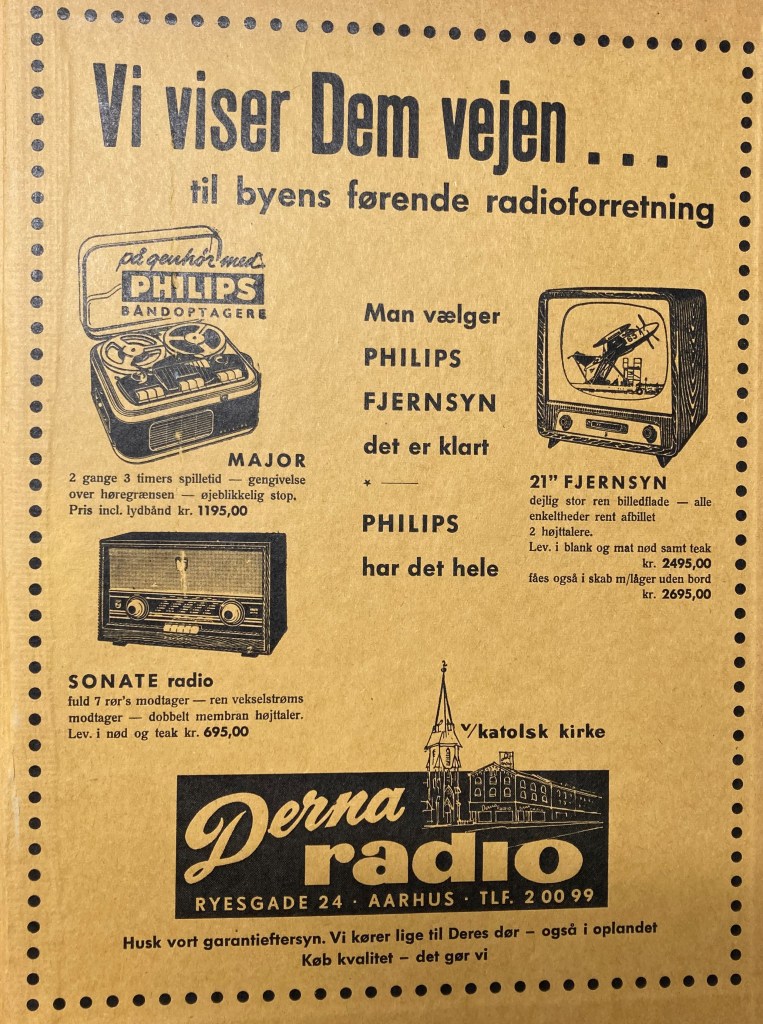 Vi viser Dem vejen . . .
til byens førende radioforretning
på genhør med
PHILIPS
BÅNDOPTAGERE
MAJOR
2 gange 3 timers spilletid — gengivelse
over høregrænsen — øjeblikkelig stop.
Pris incl. lydbånd kr. 1195,00
SONATE radio
fuld 7 rør's modtager — ren vekselstrøms
modtager — dobbelt membran højttaler.
Lev. i nød og teak kr. 695,00
Man vælger
PHILIPS
FJERNSYN
det er klart
PHILIPS
har det hele
21" FJERNSYN
dejlig stor ren billedflade — alle
enkeltheder rent afbillet
2 højttalere.
Lev. i blank og mat nød samt teak
kr. 2495,00
fåes også i skab m/låger uden bord
kr. 2695,00
v/katolsk kirke
Derna
radio
RYESGADE 24 · AARHUS · TLF. 2 00 99
Husk vort garantieftersyn. Vi kører lige til Deres dør – også i oplandet
Køb kvalitet – det gør vi